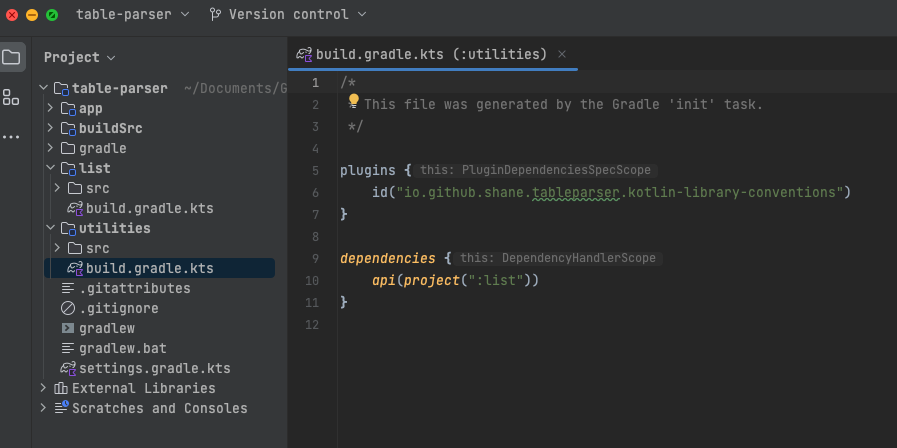 table-parser Version control
Project
table-parser ~/Documents/G
app
buildSrc
gradle
list
src
build.gradle.kts
utilities
src
build.gradle.kts
.gitattributes
.gitignore
gradlew
gradlew.bat
settings.gradle.kts
External Libraries
Scratches and Consoles
build.gradle.kts (:utilities)
1 /*
2 This file was generated by the Gradle 'init' task.
3 */
4
5 plugins { this: PluginDependenciesSpecScope
6 id("io.github.shane.tableparser.kotlin-library-conventions")
7 }
8
9 dependencies { this: DependencyHandlerScope
10 api(project(":list"))
11 }
12